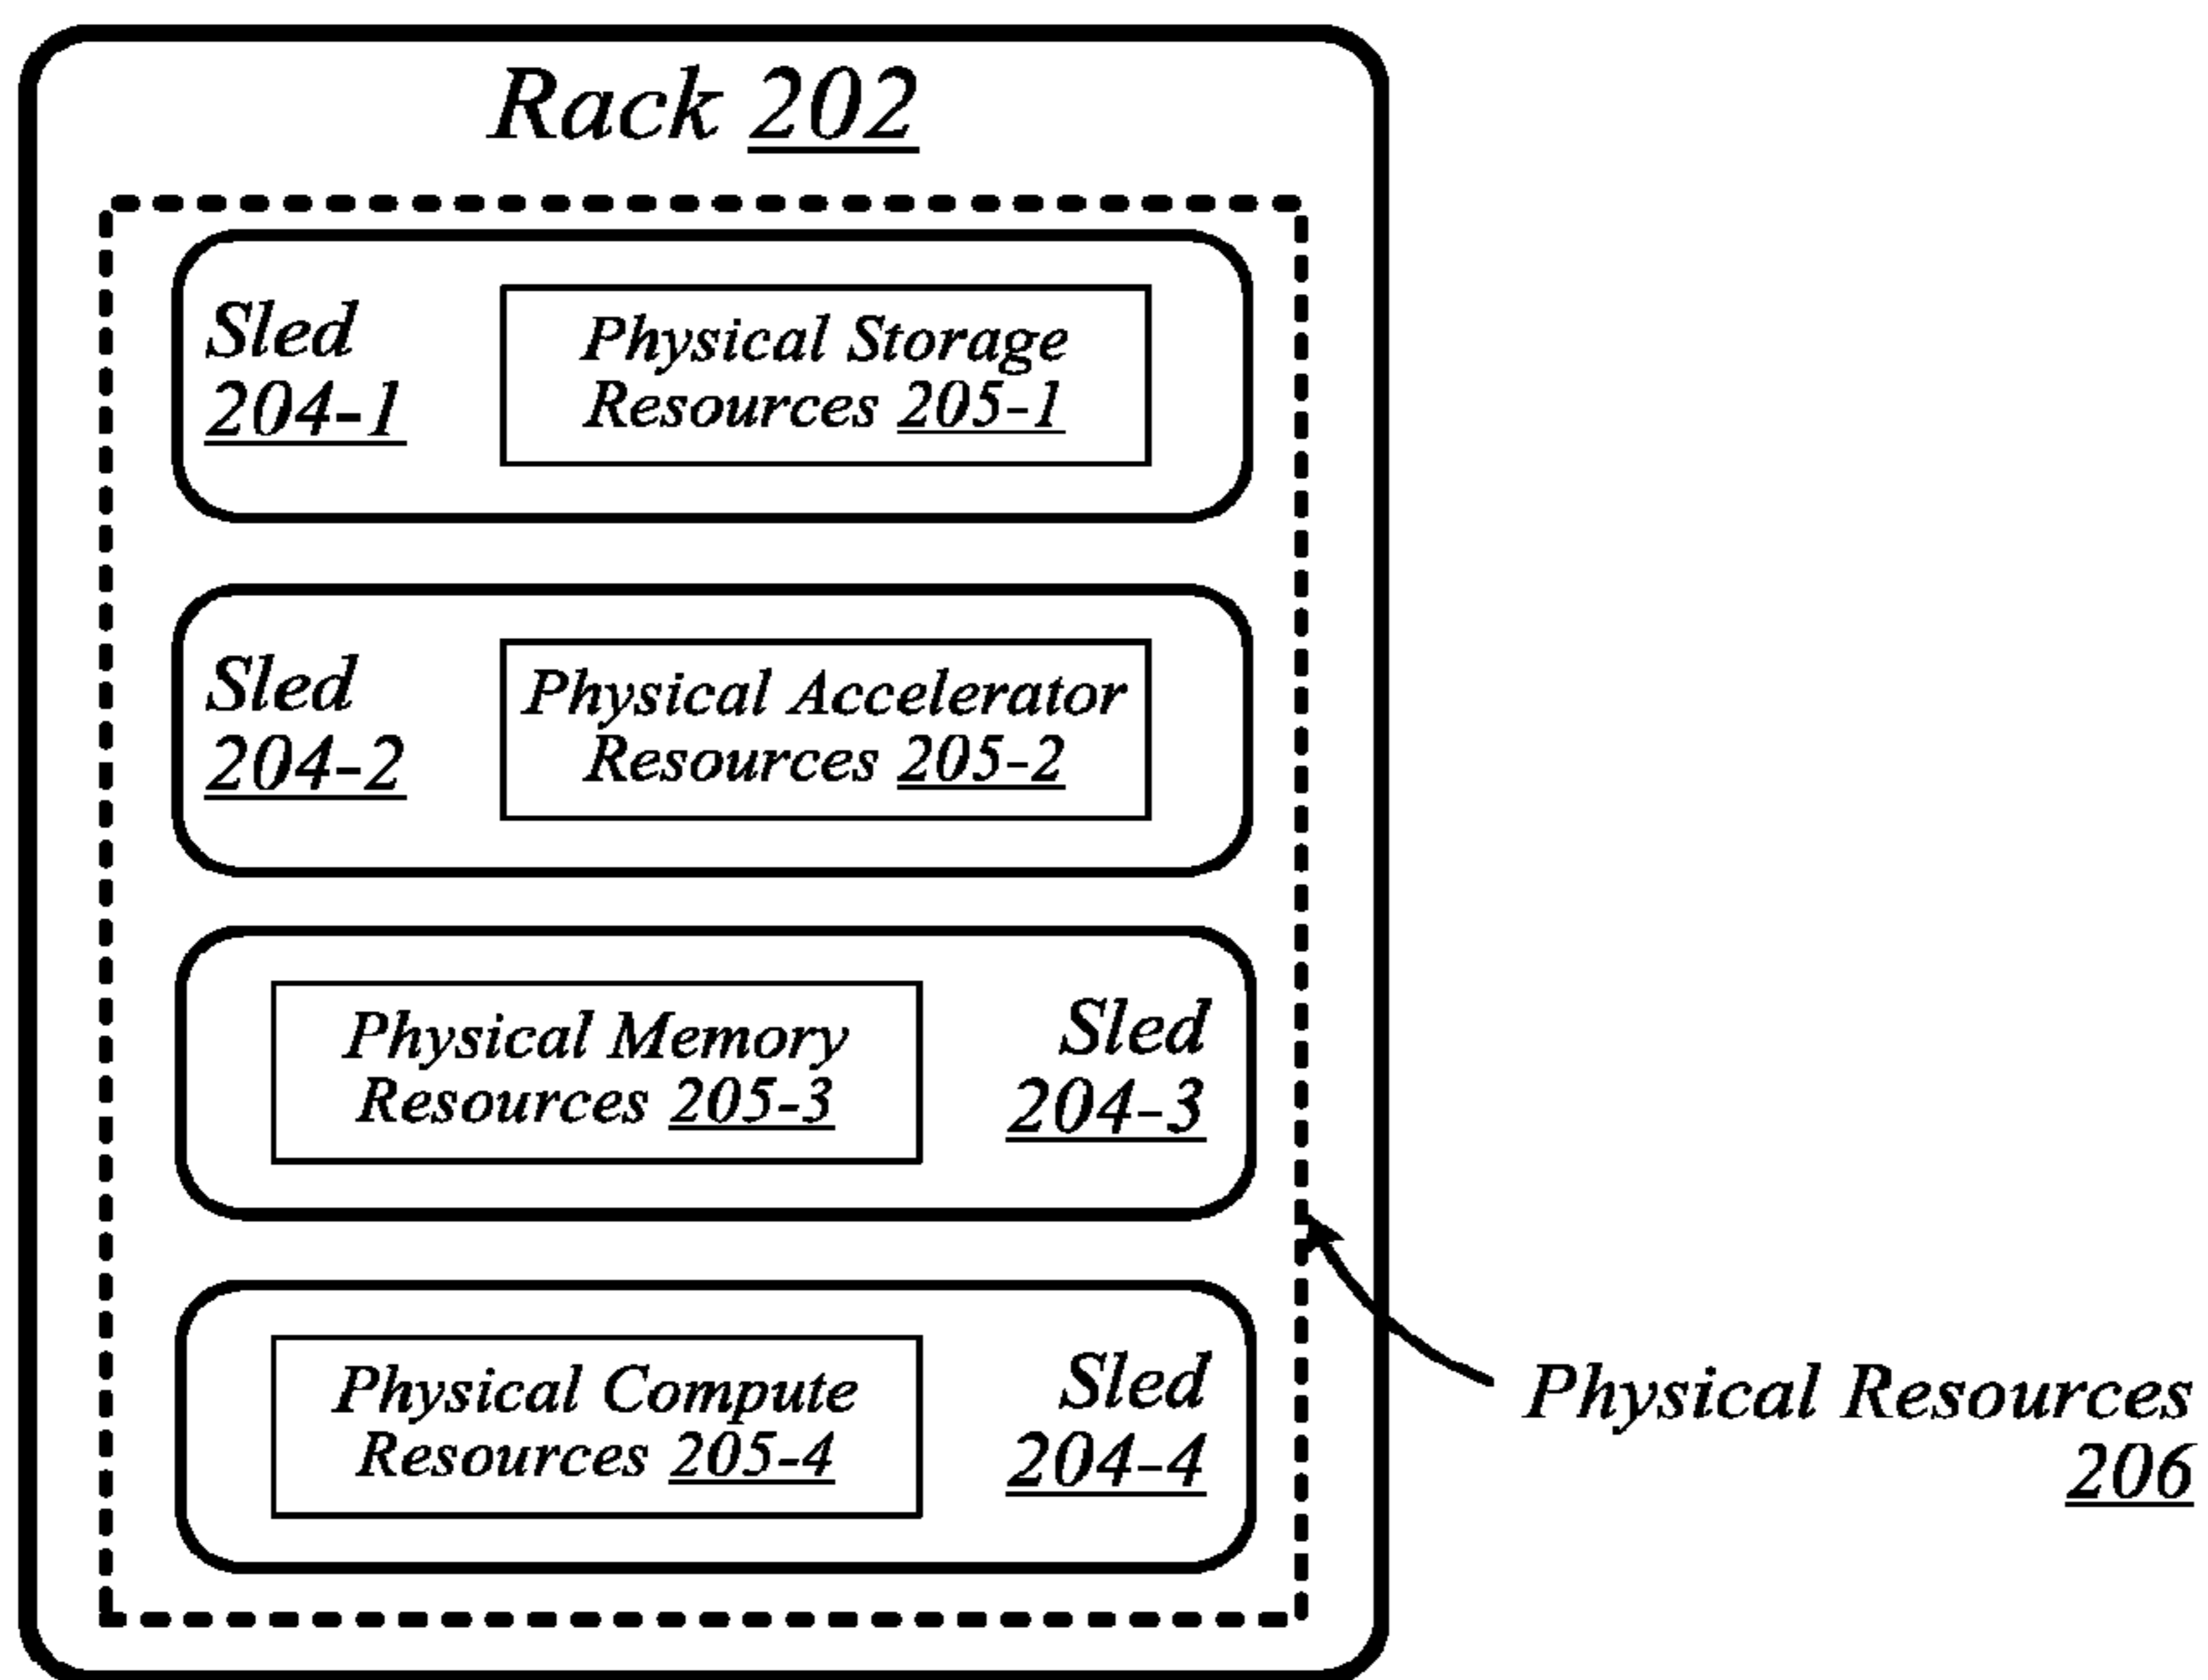 Rack 202
Sled
204-1
Physical Storage
Resources 205-1
Sled
204-2
Physical Accelerator
Resources 205-2
Physical Memory
Resources 205-3
Sled
204-3
Physical Compute
Resources 205-4
Sled
204-4
Physical Resources
206